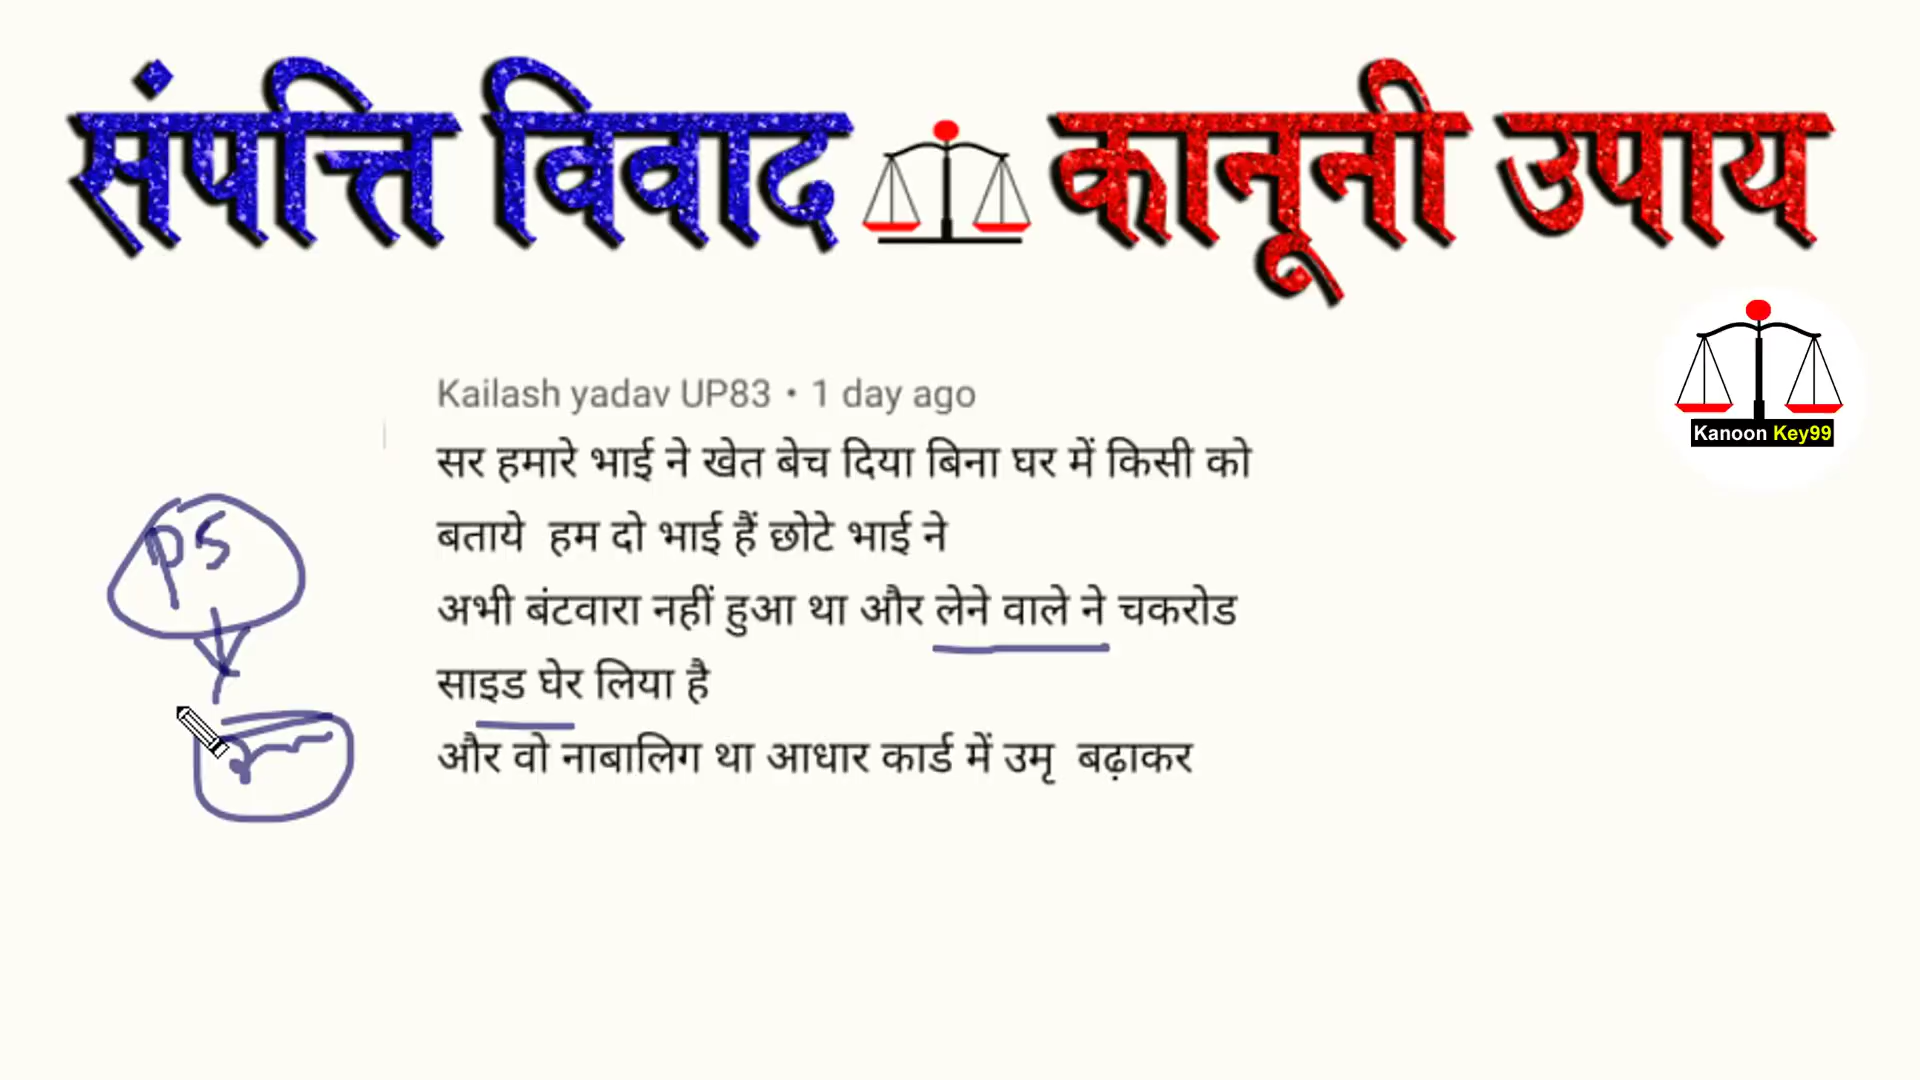 संपत्ति विवाद कानूनी उपाय
Kanoon Key99
Kailash yadav UP83 • 1 day ago
सर हमारे भाई ने खेत बेच दिया बिना घर में किसी को
बताये हम दो भाई हैं छोटे भाई ने
अभी बंटवारा नहीं हुआ था और लेने वाले ने चकरोड
साइड घेर लिया है
और वो नाबालिग था आधार कार्ड में उमृ बढ़ाकर
PS